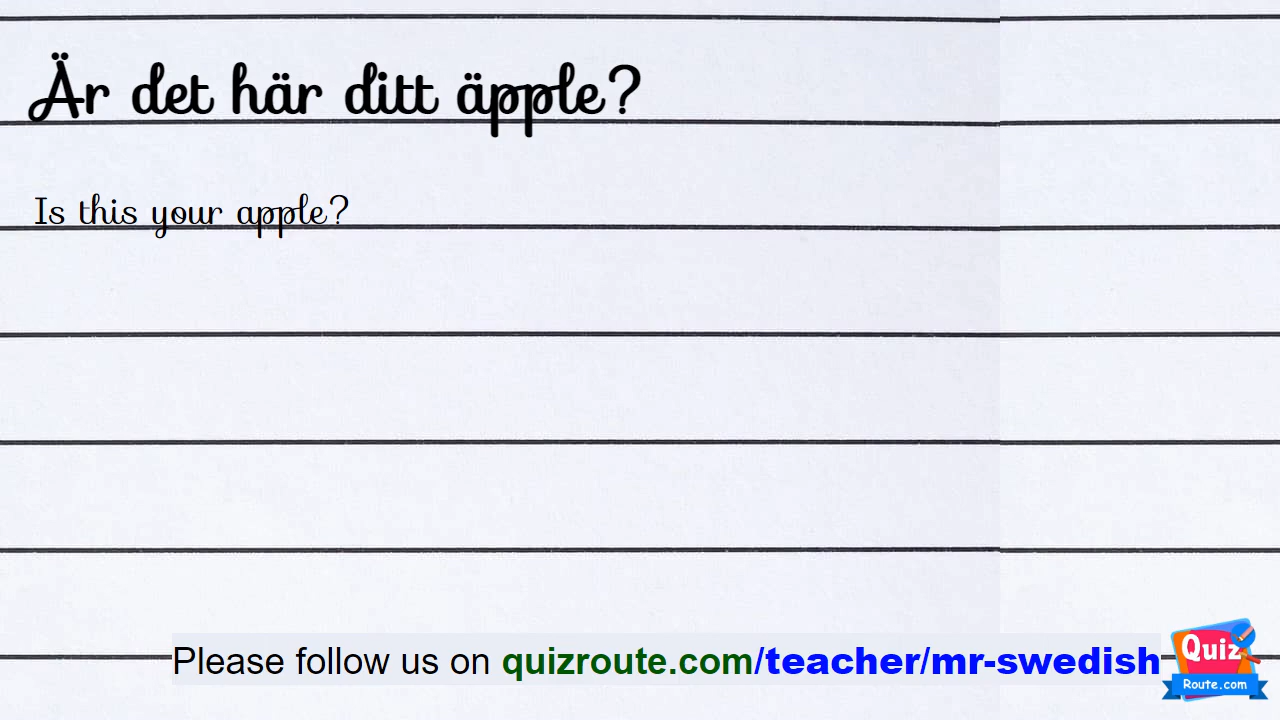 Är det här ditt äpple?
Is this your apple?
Please follow us on quizroute.com/teacher/mr-swedish
Quiz
Route.com